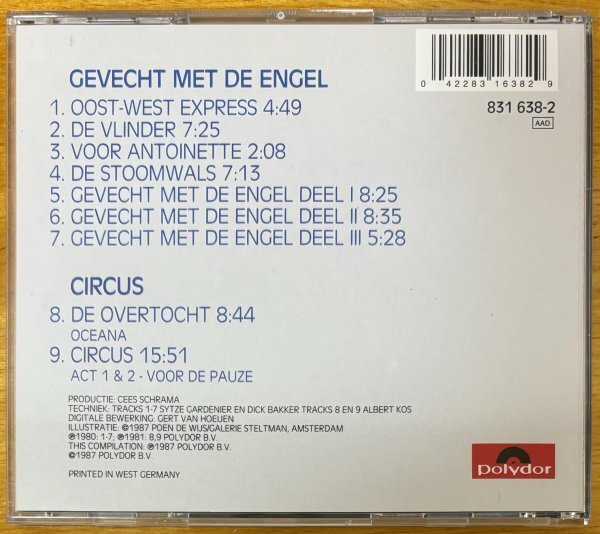 0 42283 16382 9
831 638-2
AAD
GEVECHT MET DE ENGEL
1. OOST-WEST EXPRESS 4:49
2. DE VLINDER 7:25
3. VOOR ANTOINETTE 2:08
4. DE STOOMWALS 7:13
5. GEVECHT MET DE ENGEL DEEL I 8:25
6. GEVECHT MET DE ENGEL DEEL II 8:35
7. GEVECHT MET DE ENGEL DEEL III 5:28
CIRCUS
8. DE OVERTOCHT 8:44
OCEANA
9. CIRCUS 15:51
ACT 1 & 2 - VOOR DE PAUZE
PRODUCTIE: CEES SCHRAMA
TECHNIEK: TRACKS 1-7 SYTZE GARDENIER EN DICK BAKKER TRACKS 8 EN 9 ALBERT KOS
DIGITALE BEWERKING: GERT VAN HOEIJEN
ILLUSTRATIE: ©1987 POEN DE WIJS/GALERIE STELTMAN, AMSTERDAM
℗1980: 1-7; ℗1981: 8,9 POLYDOR B.V.
THIS COMPILATION: ℗1987 POLYDOR B.V.
©1987 POLYDOR B.V.
PRINTED IN WEST GERMANY
polydor